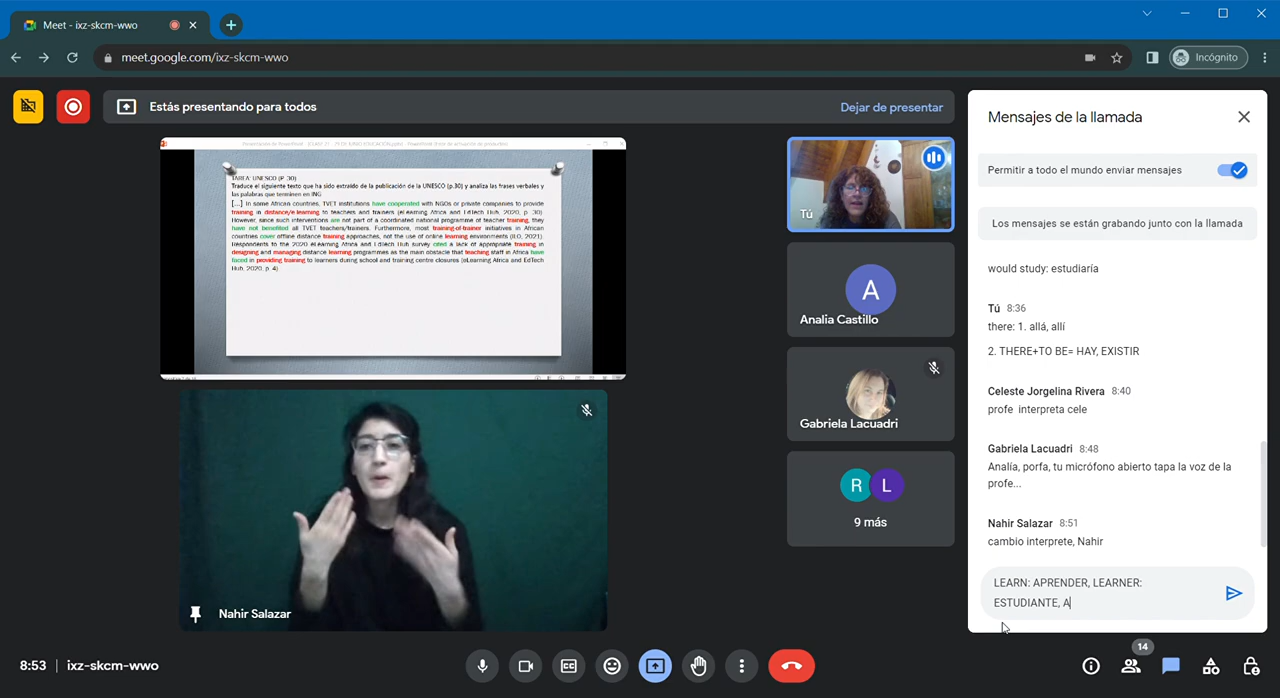 Meet - ixz-skcm-wwo
meet.google.com/ixz-skcm-wwo
Incógnito
Estás presentando para todos
Dejar de presentar
TAREA: UNESCO (P. 30)
Traduce el siguiente texto que ha sido extraído de la publicación de la UNESCO (p.30) y analiza las frases verbales y
las palabras que terminen en ING
[...] In some African countries, TVET institutions have cooperated with NGOs or private companies to provide
training in distance/e-learning to teachers and trainers (eLearning Africa and EdTech Hub, 2020, p. 30).
However, since such interventions are not part of a coordinated national programme of teacher training, they
have not benefited all TVET teachers/trainers. Furthermore, most training-of-trainer initiatives in African
countries cover offline distance training approaches, not the use of online learning environments (ILO, 2021).
Respondents to the 2020 eLearning Africa and EdTech Hub survey cited a lack of appropriate training in
designing and managing distance learning programmes as the main obstacle that teaching staff in Africa have
faced in providing training to learners during school and training centre closures (eLearning Africa and EdTech
Hub, 2020, p. 4)
Tú
Analia Castillo
Gabriela Lacuadri
R L
9 más
Nahir Salazar
Mensajes de la llamada
Permitir a todo el mundo enviar mensajes
Los mensajes se están grabando junto con la llamada
would study: estudiaría
Tú 8:36
there: 1. allá, allí
2. THERE+TO BE= HAY, EXISTIR
Celeste Jorgelina Rivera 8:40
profe interpreta cele
Gabriela Lacuadri 8:48
Analía, porfa, tu micrófono abierto tapa la voz de la
profe...
Nahir Salazar 8:51
cambio interprete, Nahir
LEARN: APRENDER, LEARNER:
ESTUDIANTE, A
8:53 | ixz-skcm-wwo
14